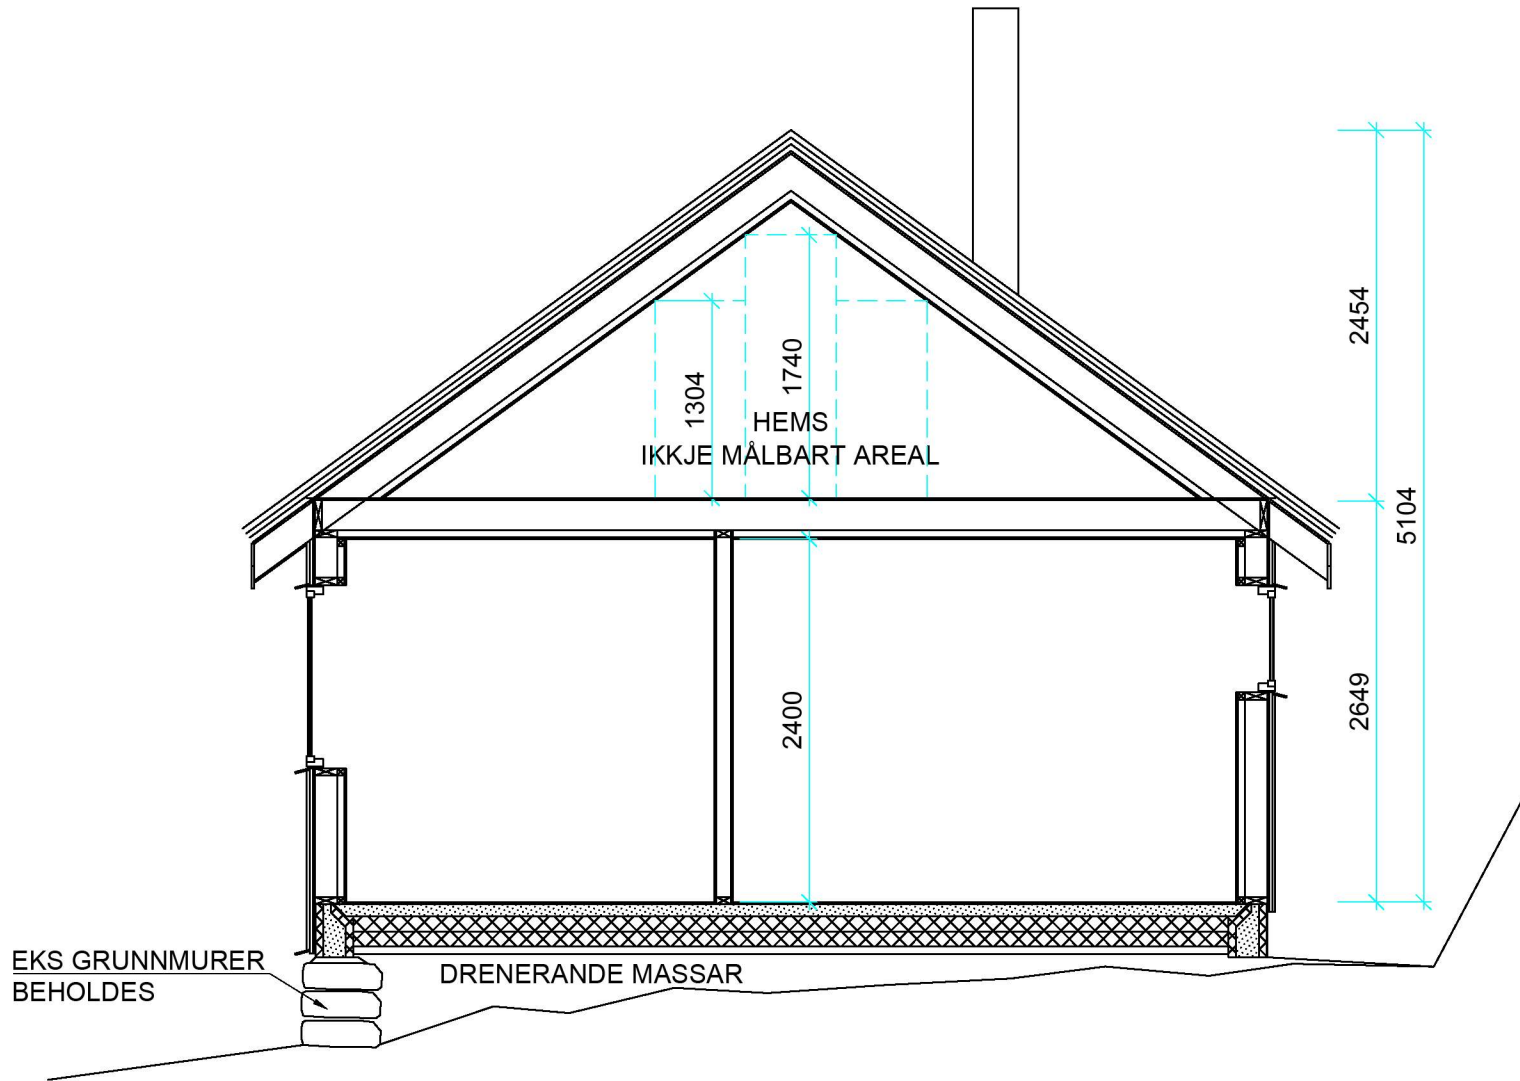 2454
5104
1740
1304
HEMS
IKKJE MÅLBART AREAL
2649
2400
EKS GRUNNMURER
BEHOLDES
DRENERANDE MASSAR